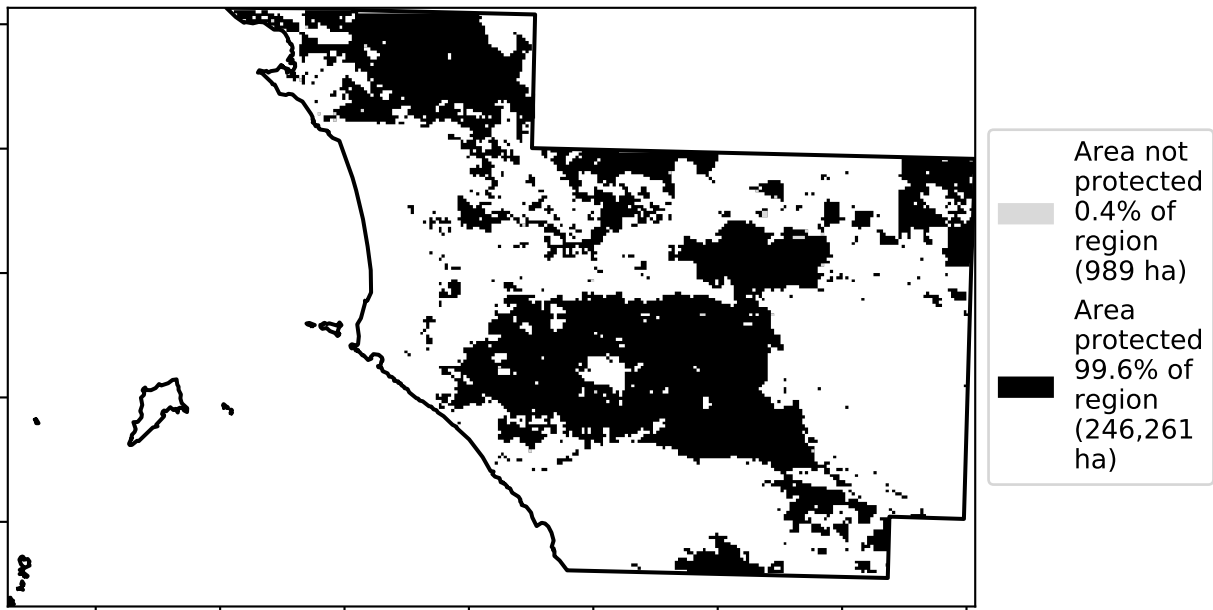 Area not
protected
0.4% of
region
(989 ha)
Area
protected
99.6% of
region
(246,261
ha)